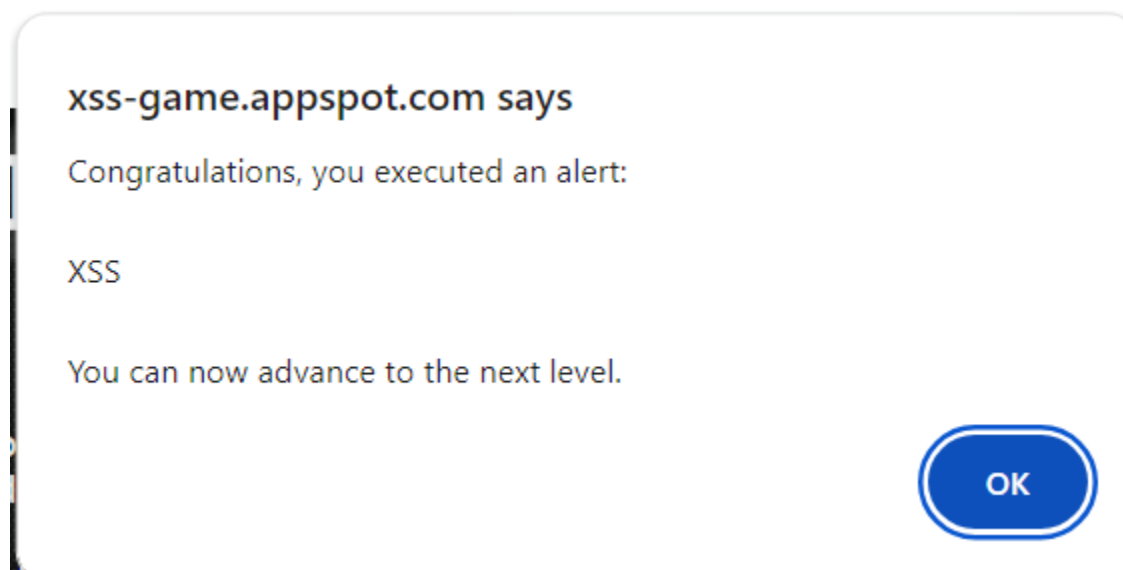 xss-game.appspot.com says
Congratulations, you executed an alert:
XSS
You can now advance to the next level.
OK